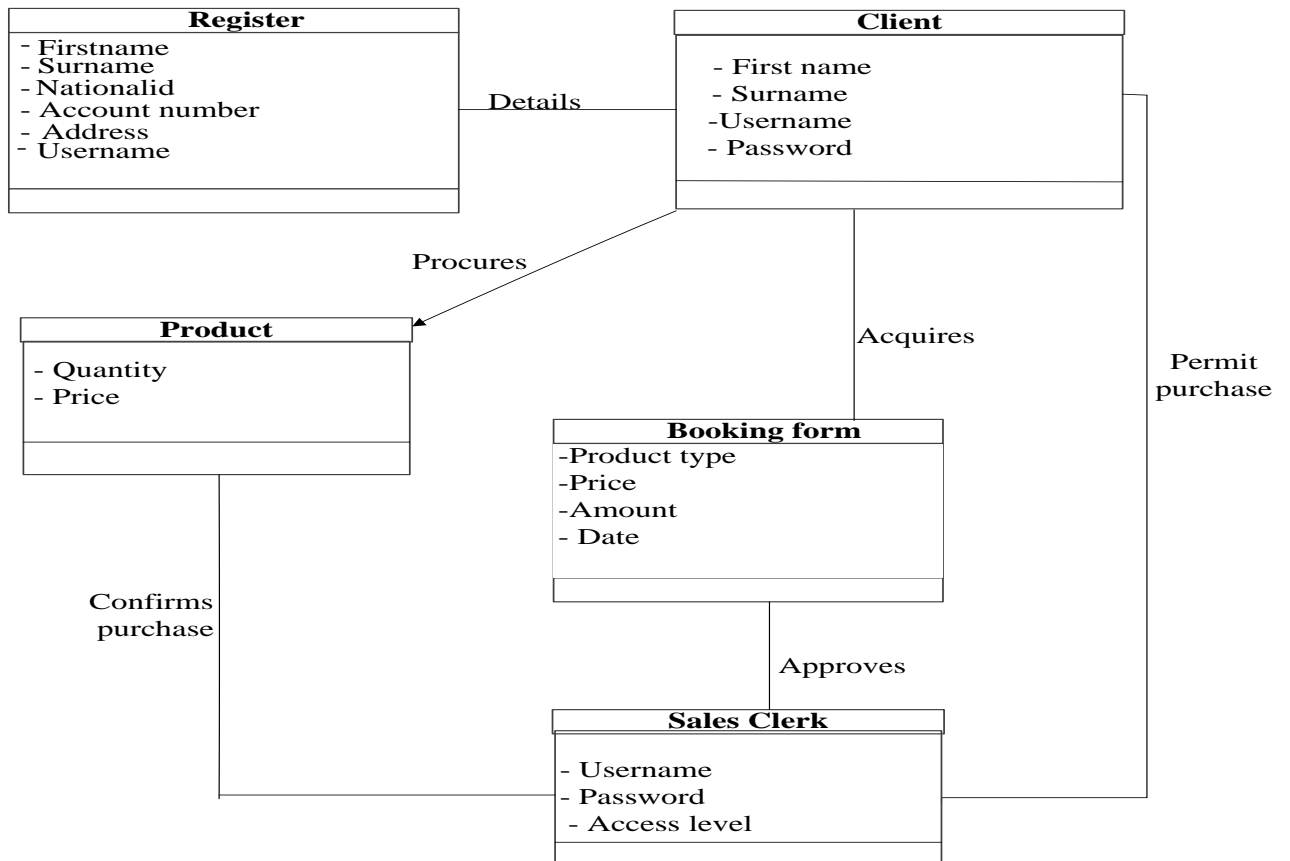 Register
- Firstname
- Surname
- Nationalid
- Account number
- Address
- Username
Details
Client
- First name
- Surname
-Username
- Password
Procures
Acquires
Permit
purchase
Product
- Quantity
- Price
Booking form
-Product type
-Price
-Amount
- Date
Confirms
purchase
Approves
Sales Clerk
- Username
- Password
- Access level